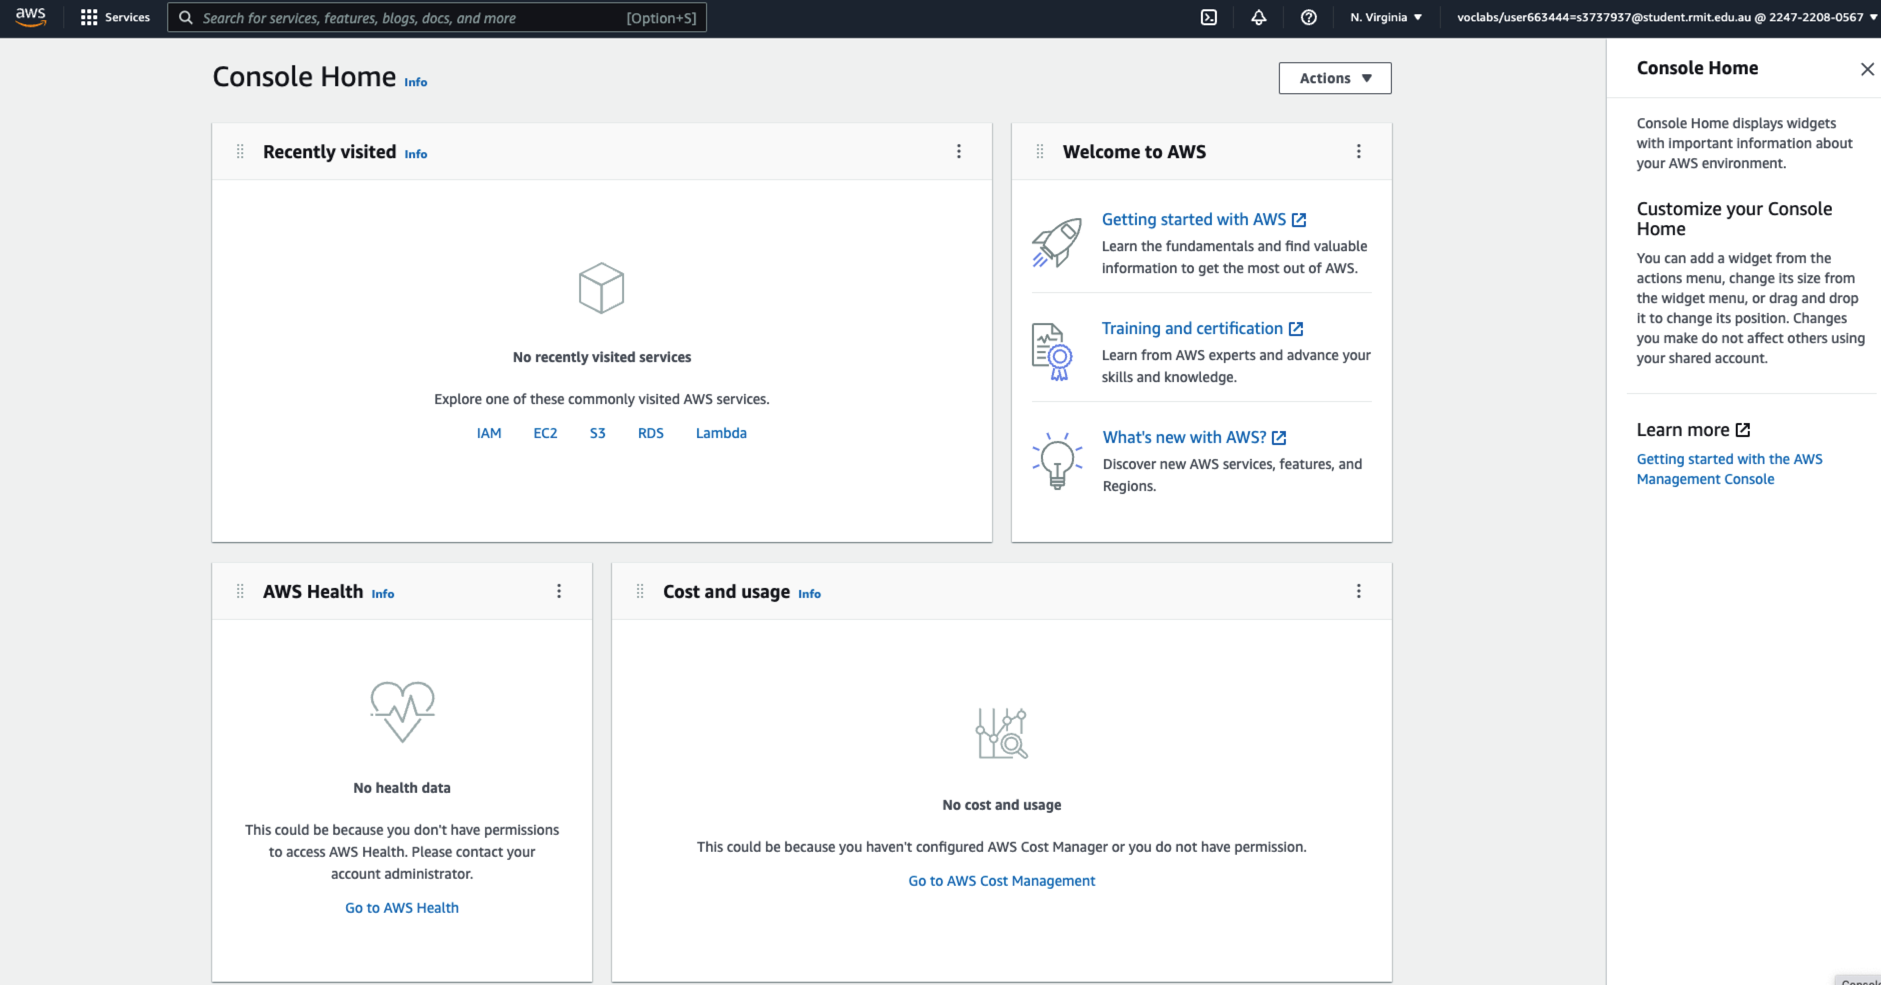 aws
Services
Search for services, features, blogs, docs, and more
[Option+S]
N. Virginia
voclabs/user663444=s3737937@student.rmit.edu.au @ 2247-2208-0567
Console Home Info
Actions
Recently visited Info
No recently visited services
Explore one of these commonly visited AWS services.
IAM EC2 S3 RDS Lambda
Welcome to AWS
Getting started with AWS
Learn the fundamentals and find valuable
information to get the most out of AWS.
Training and certification
Learn from AWS experts and advance your
skills and knowledge.
What's new with AWS?
Discover new AWS services, features, and
Regions.
AWS Health Info
No health data
This could be because you don't have permissions
to access AWS Health. Please contact your
account administrator.
Go to AWS Health
Cost and usage Info
No cost and usage
This could be because you haven't configured AWS Cost Manager or you do not have permission.
Go to AWS Cost Management
Console Home
Console Home displays widgets
with important information about
your AWS environment.
Customize your Console
Home
You can add a widget from the
actions menu, change its size from
the widget menu, or drag and drop
it to change its position. Changes
you make do not affect others using
your shared account.
Learn more
Getting started with the AWS
Management Console